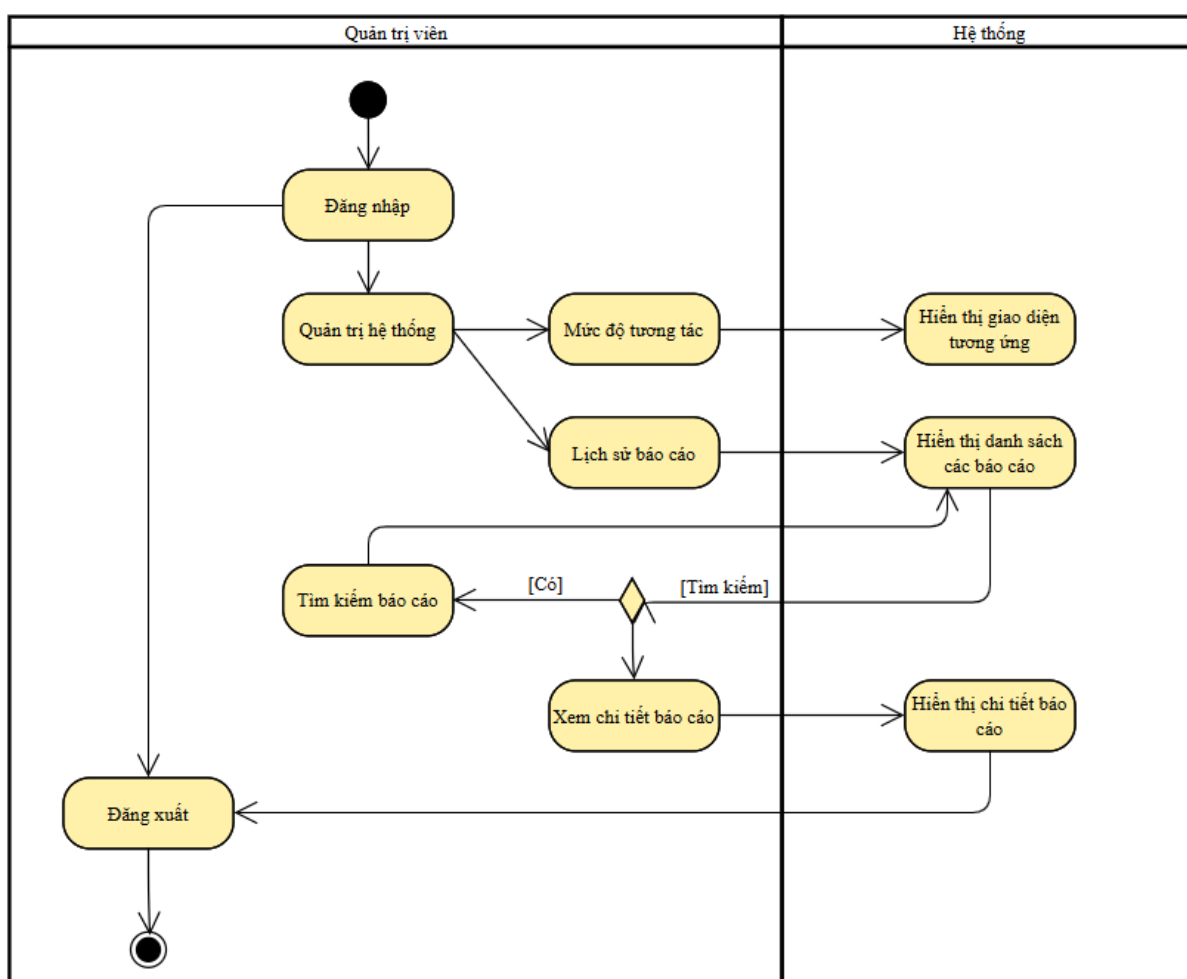 Quản trị viên
Hệ thống
Đăng nhập
Quản trị hệ thống
Mức độ tương tác
Hiển thị giao diện
tương ứng
Lịch sử báo cáo
Hiển thị danh sách
các báo cáo
[Có]
[Tìm kiếm]
Tìm kiếm báo cáo
Xem chi tiết báo cáo
Hiển thị chi tiết báo
cáo
Đăng xuất